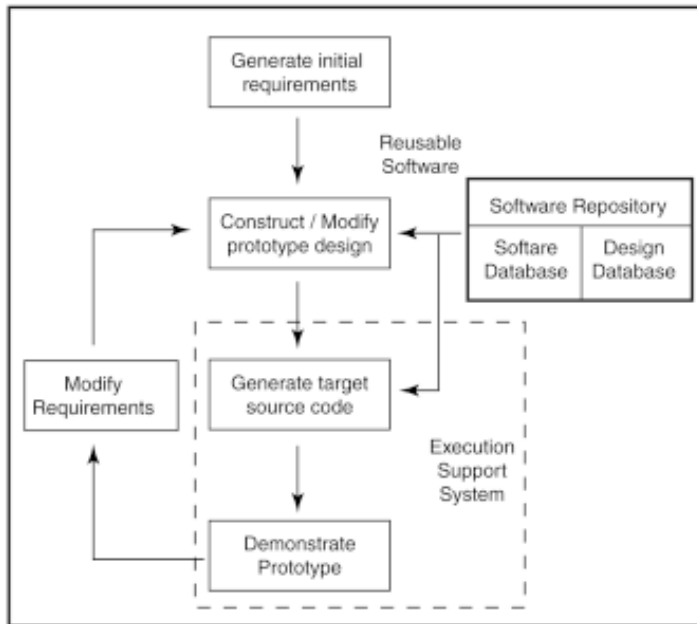 Generate initial
requirements
Reusable
Software
Construct / Modify
prototype design
Software Repository
Softare
Database
Design
Database
Modify
Requirements
Generate target
source code
Execution
Support
System
Demonstrate
Prototype